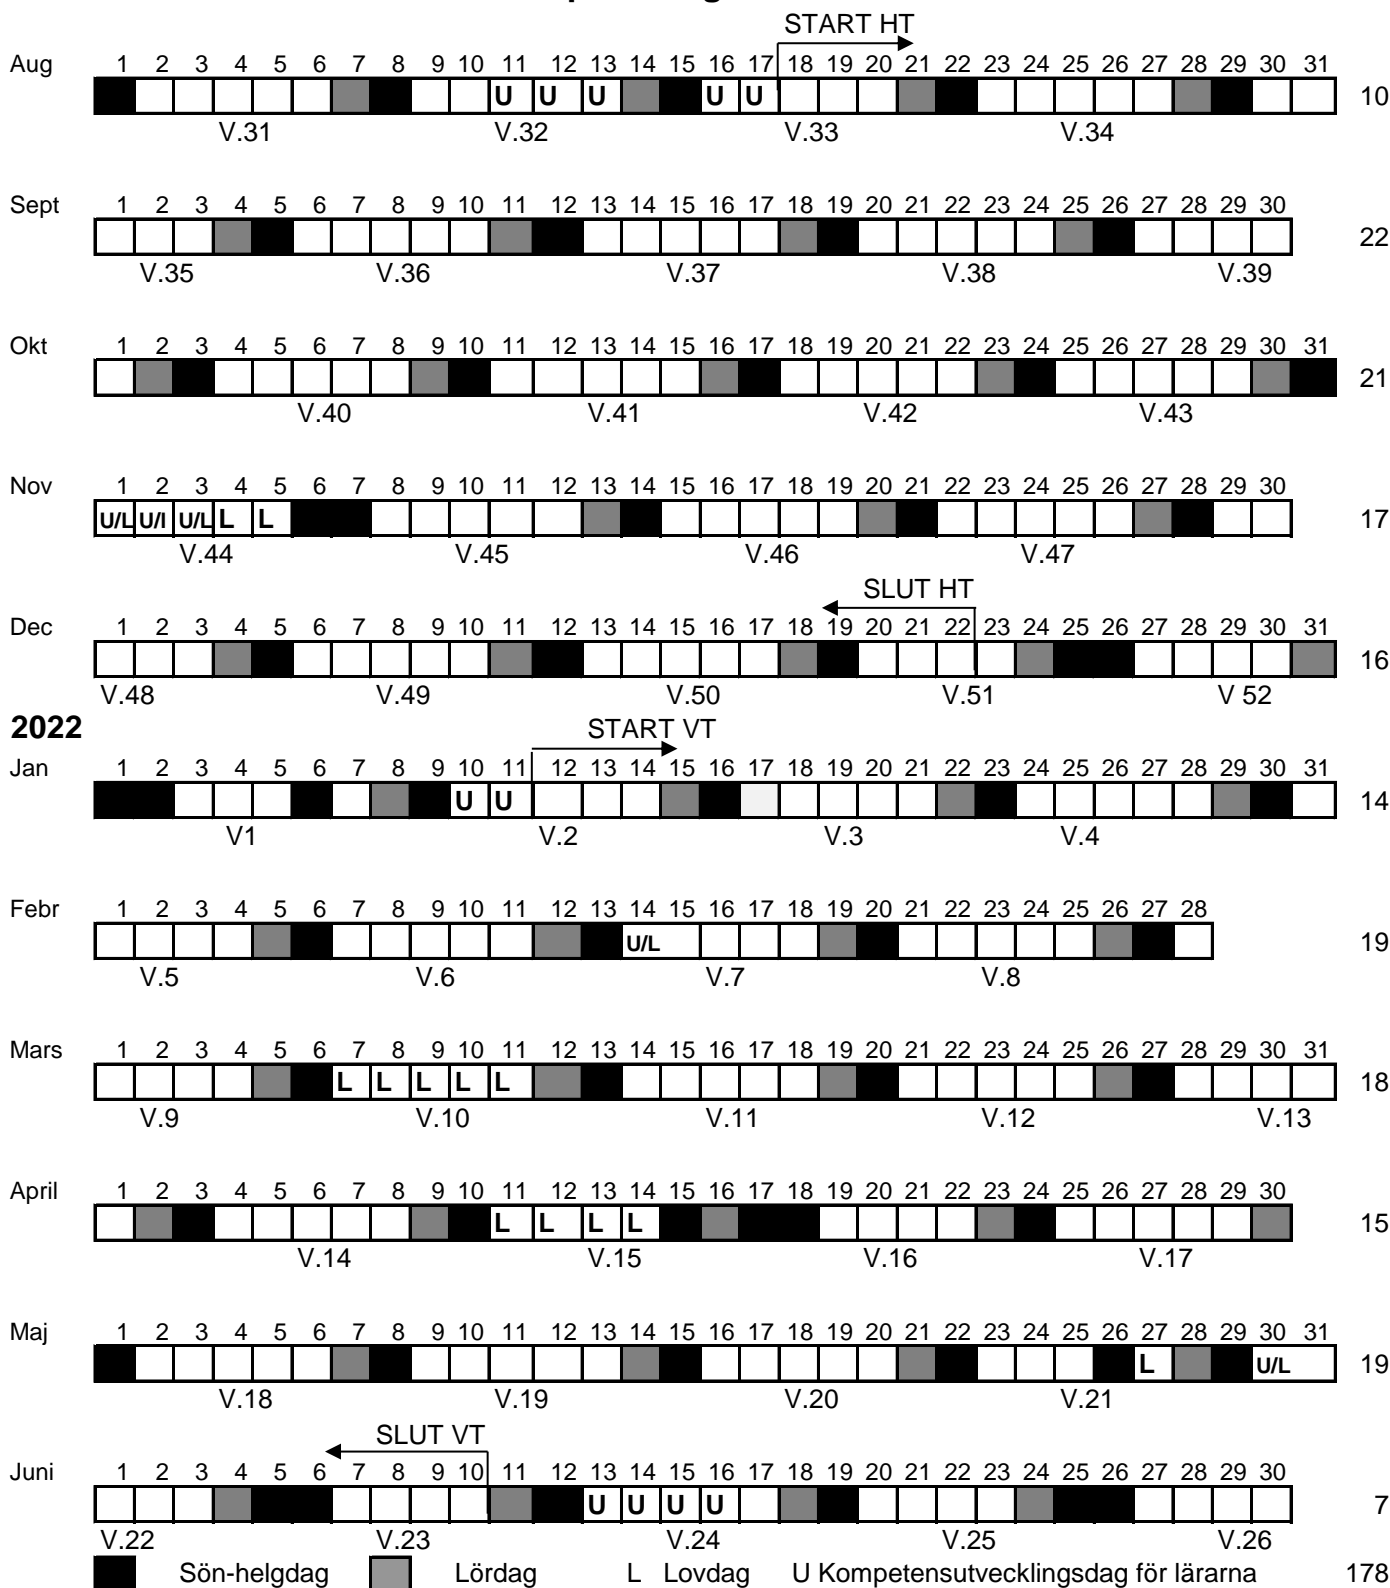 START HT
Aug 1 2 3 4 5 6 7 8 9 10 11 12 13 14 15 16 17 18 19 20 21 22 23 24 25 26 27 28 29 30 31
U U U U U 10
V.31 V.32 V.33 V.34
Sept 1 2 3 4 5 6 7 8 9 10 11 12 13 14 15 16 17 18 19 20 21 22 23 24 25 26 27 28 29 30
22
V.35 V.36 V.37 V.38 V.39
Okt 1 2 3 4 5 6 7 8 9 10 11 12 13 14 15 16 17 18 19 20 21 22 23 24 25 26 27 28 29 30 31
21
V.40 V.41 V.42 V.43
Nov 1 2 3 4 5 6 7 8 9 10 11 12 13 14 15 16 17 18 19 20 21 22 23 24 25 26 27 28 29 30
U/L U/l U/L L L 17
V.44 V.45 V.46 V.47
SLUT HT
Dec 1 2 3 4 5 6 7 8 9 10 11 12 13 14 15 16 17 18 19 20 21 22 23 24 25 26 27 28 29 30 31
16
V.48 V.49 V.50 V.51 V 52
2022 START VT
Jan 1 2 3 4 5 6 7 8 9 10 11 12 13 14 15 16 17 18 19 20 21 22 23 24 25 26 27 28 29 30 31
U U 14
V1 V.2 V.3 V.4
Febr 1 2 3 4 5 6 7 8 9 10 11 12 13 14 15 16 17 18 19 20 21 22 23 24 25 26 27 28
U/L 19
V.5 V.6 V.7 V.8
Mars 1 2 3 4 5 6 7 8 9 10 11 12 13 14 15 16 17 18 19 20 21 22 23 24 25 26 27 28 29 30 31
L L L L L 18
V.9 V.10 V.11 V.12 V.13
April 1 2 3 4 5 6 7 8 9 10 11 12 13 14 15 16 17 18 19 20 21 22 23 24 25 26 27 28 29 30
L L L L 15
V.14 V.15 V.16 V.17
Maj 1 2 3 4 5 6 7 8 9 10 11 12 13 14 15 16 17 18 19 20 21 22 23 24 25 26 27 28 29 30 31
L U/L 19
V.18 V.19 V.20 V.21
SLUT VT
Juni 1 2 3 4 5 6 7 8 9 10 11 12 13 14 15 16 17 18 19 20 21 22 23 24 25 26 27 28 29 30
U U U U 7
V.22 V.23 V.24 V.25 V.26
Sön-helgdag Lördag L Lovdag U Kompetensutvecklingsdag för lärarna 178